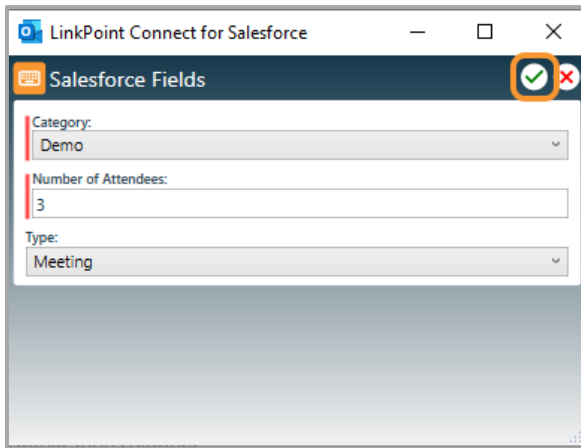 LinkPoint Connect for Salesforce
Salesforce Fields
Category:
Demo
Number of Attendees:
3
Type:
Meeting